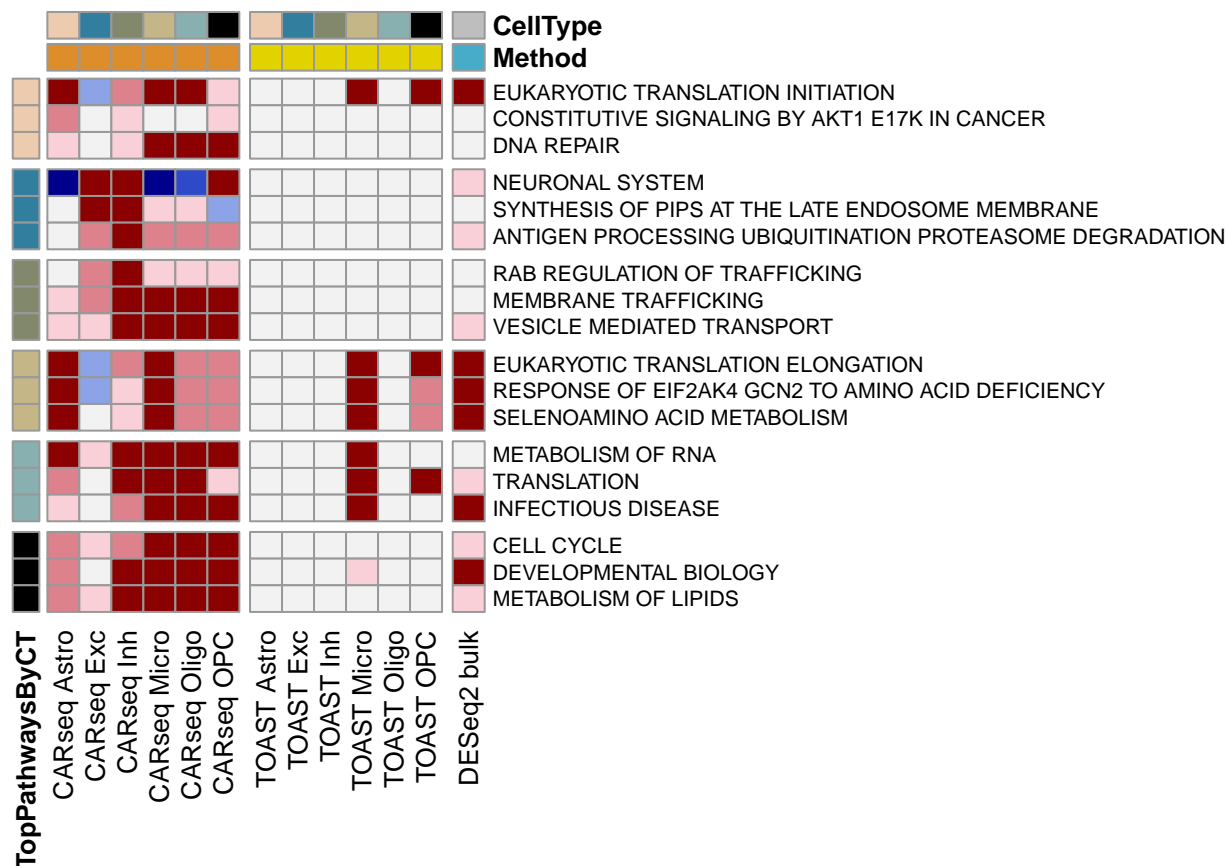 CellType
Method
EUKARYOTIC TRANSLATION INITIATION
CONSTITUTIVE SIGNALING BY AKT1 E17K IN CANCER
DNA REPAIR
NEURONAL SYSTEM
SYNTHESIS OF PIPS AT THE LATE ENDOSOME MEMBRANE
ANTIGEN PROCESSING UBIQUITINATION PROTEASOME DEGRADATION
RAB REGULATION OF TRAFFICKING
MEMBRANE TRAFFICKING
VESICLE MEDIATED TRANSPORT
EUKARYOTIC TRANSLATION ELONGATION
RESPONSE OF EIF2AK4 GCN2 TO AMINO ACID DEFICIENCY
SELENOAMINO ACID METABOLISM
METABOLISM OF RNA
TRANSLATION
INFECTIOUS DISEASE
CELL CYCLE
DEVELOPMENTAL BIOLOGY
METABOLISM OF LIPIDS
TopPathwaysByCT
CARseq Astro
CARseq Exc
CARseq Inh
CARseq Micro
CARseq Oligo
CARseq OPC
TOAST Astro
TOAST Exc
TOAST Inh
TOAST Micro
TOAST Oligo
TOAST OPC
DESeq2 bulk